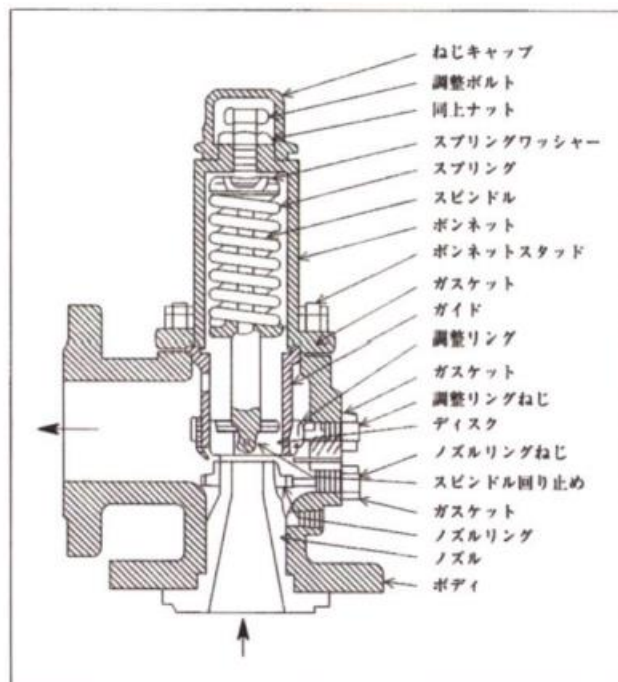 ねじキャップ
調整ボルト
同上ナット
スプリングワッシャー
スプリング
スピンドル
ボンネット
ボンネットスタッド
ガスケット
ガイド
調整リング
ガスケット
調整リングねじ
ディスク
ノズルリングねじ
スピンドル回り止め
ガスケット
ノズルリング
ノズル
ボディ